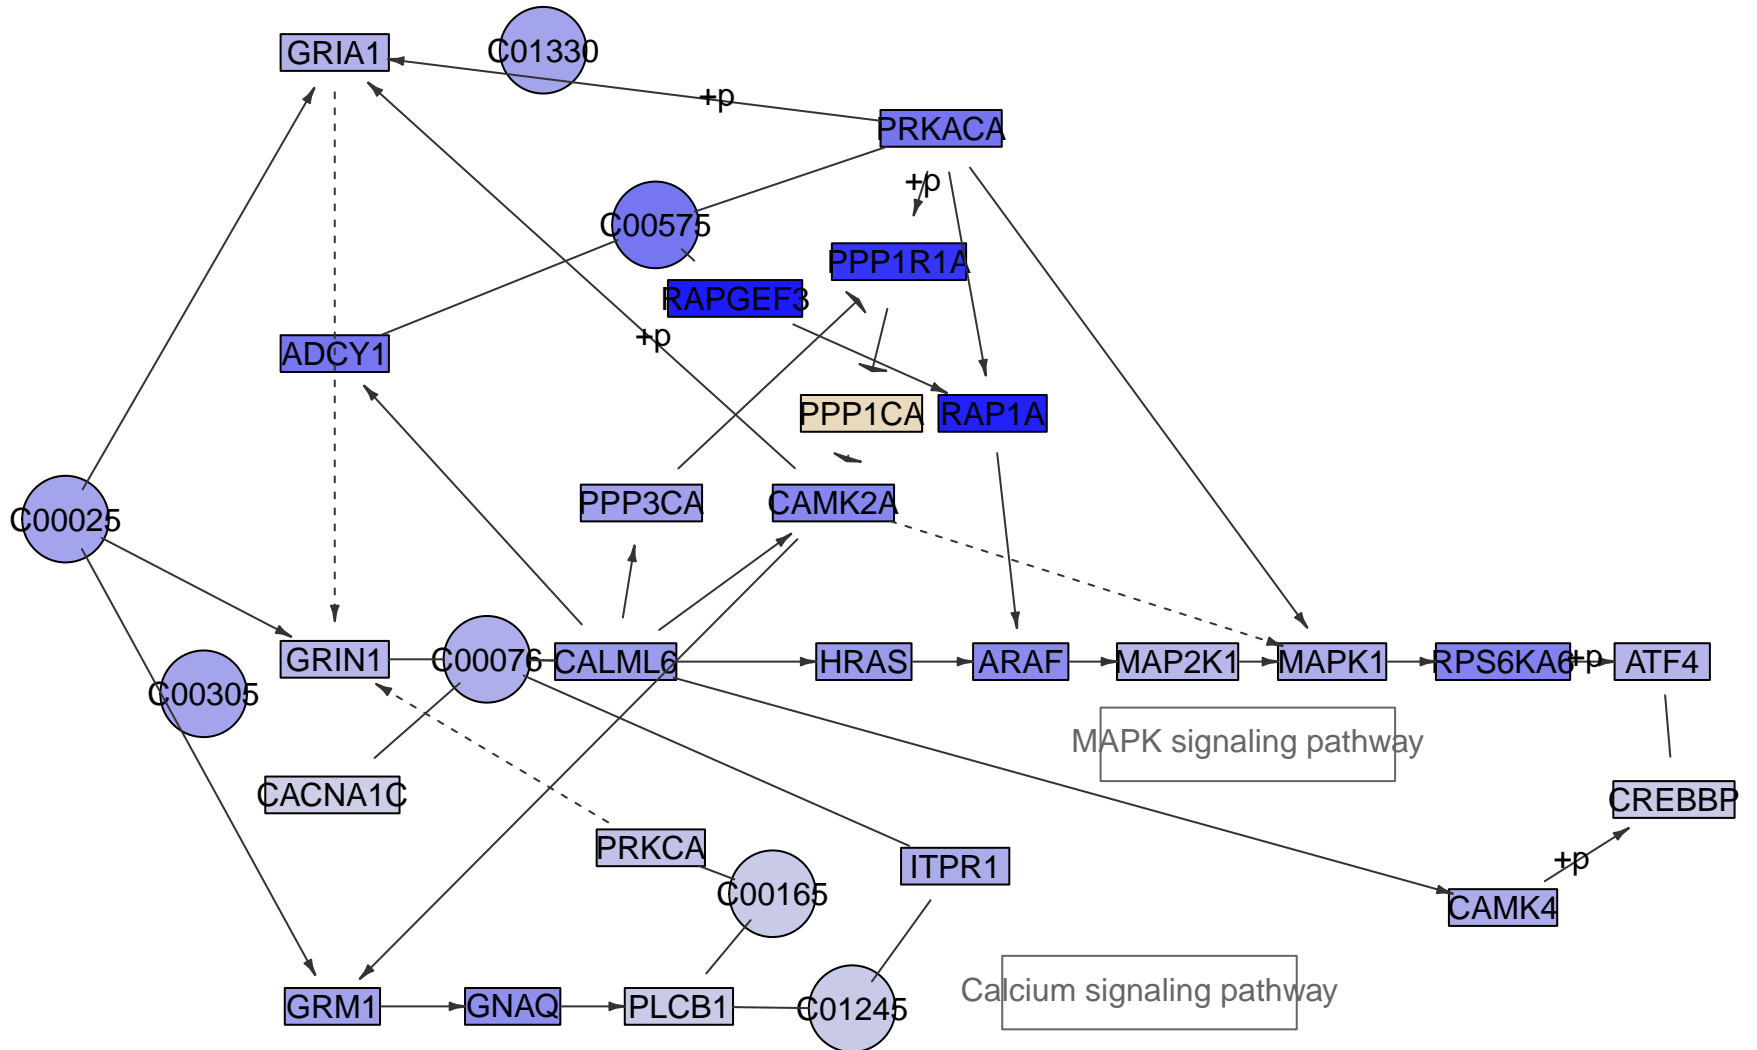 C01330
GRIA1
+p
PRKACA
+p
C00575
PPP1R1A
RAPGEF3
+p
ADCY1
PPP1CA
RAP1A
PPP3CA
CAMK2A
C00025
GRIN1
C00076
CALML6
HRAS
ARAF
MAP2K1
MAPK1
RPS6KA6
+p
ATF4
C00305
MAPK signaling pathway
CACNA1C
CREBBP
PRKCA
ITPR1
+p
C00165
CAMK4
Calcium signaling pathway
GRM1
GNAQ
PLCB1
C01245